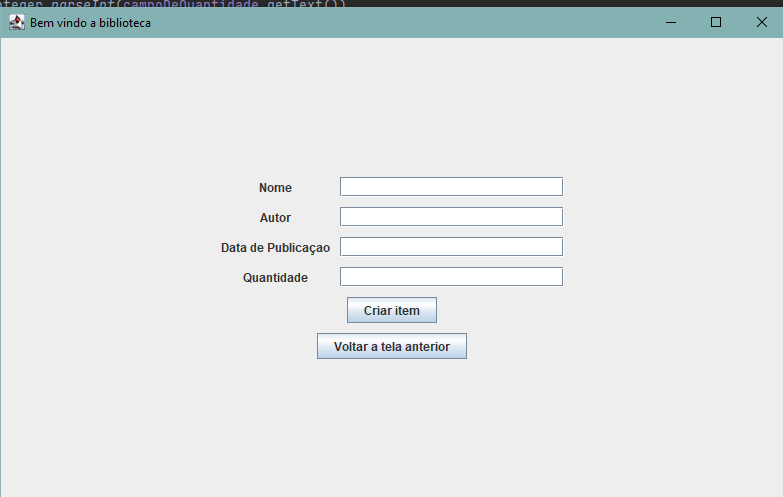 nteger.parseInt(campoDeQuantidade.getText())
Bem vindo a biblioteca
Nome
Autor
Data de Publicaçao
Quantidade
Criar item
Voltar a tela anterior